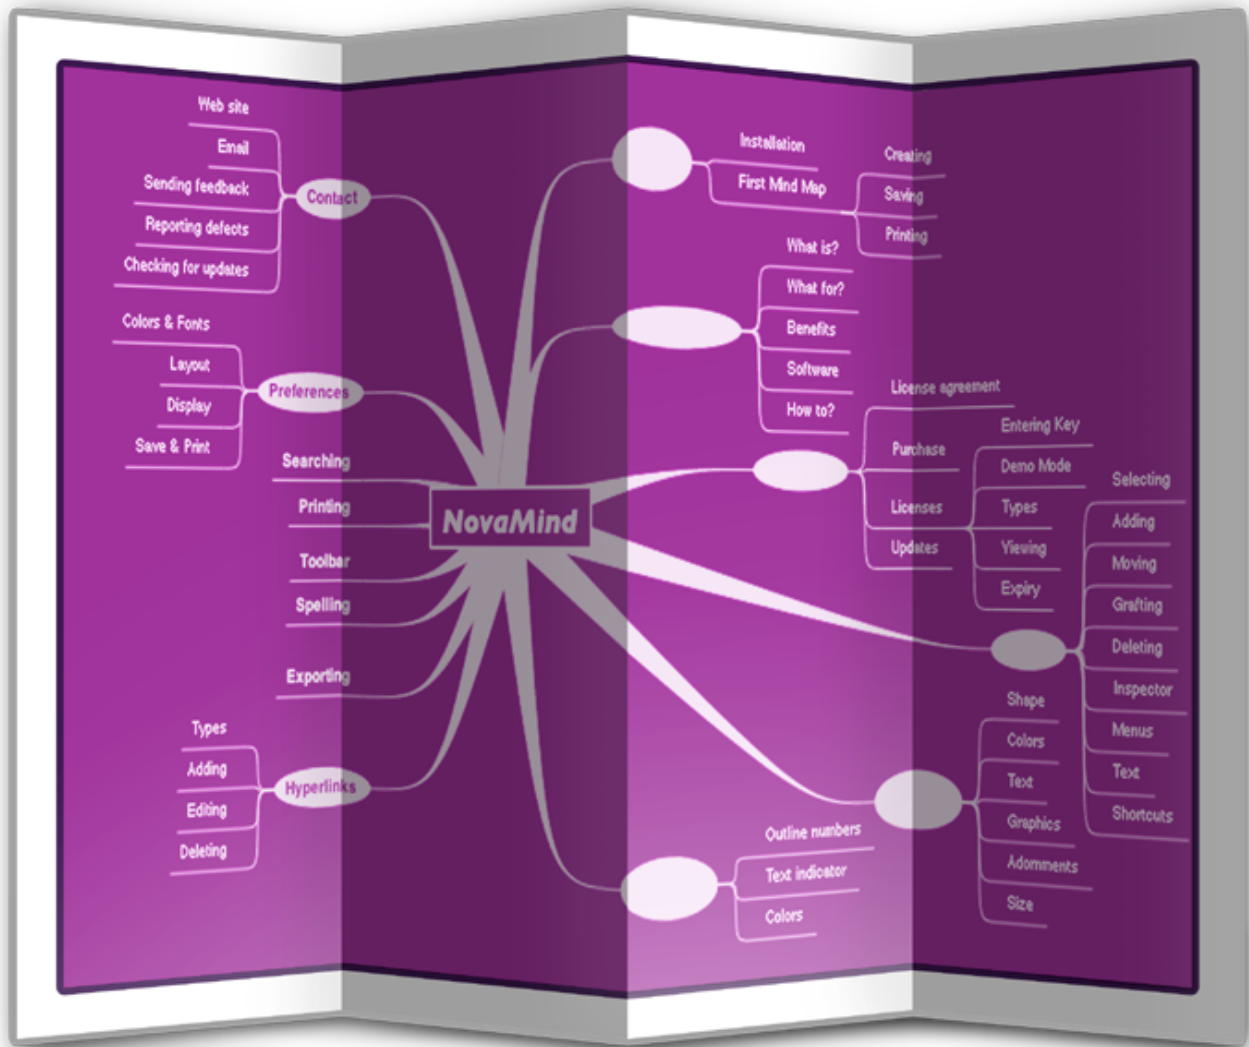 Web site
Email
Sending feedback
Reporting defects
Checking for updates
Contact
Colors & Fonts
Layout
Display
Save & Print
Preferences
Searching
Printing
Toolbar
Spelling
Exporting
Types
Adding
Editing
Deleting
Hyperlinks
NovaMind
Installation
First Mind Map
Creating
Saving
Printing
What is?
What for?
Benefits
Software
How to?
License agreement
Purchase
Licenses
Updates
Entering Key
Demo Mode
Types
Viewing
Expiry
Selecting
Adding
Moving
Grafting
Deleting
Inspector
Menus
Text
Shortcuts
Shape
Colors
Text
Graphics
Adornments
Size
Outline numbers
Text indicator
Colors